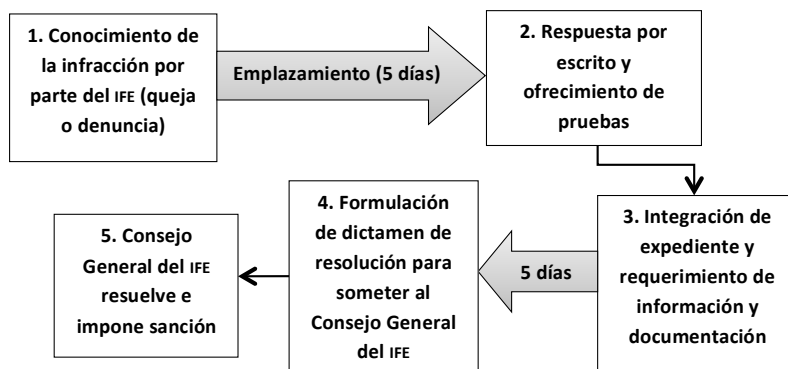 1. Conocimiento de
la infracción por
parte del IFE (queja
o denuncia)
Emplazamiento (5 días)
2. Respuesta por
escrito y
ofrecimiento de
pruebas
3. Integración de
expediente y
requerimiento de
información y
documentación
5 días
4. Formulación
de dictamen de
resolución para
someter al
Consejo General
del IFE
5. Consejo
General del IFE
resuelve e
impone sanción